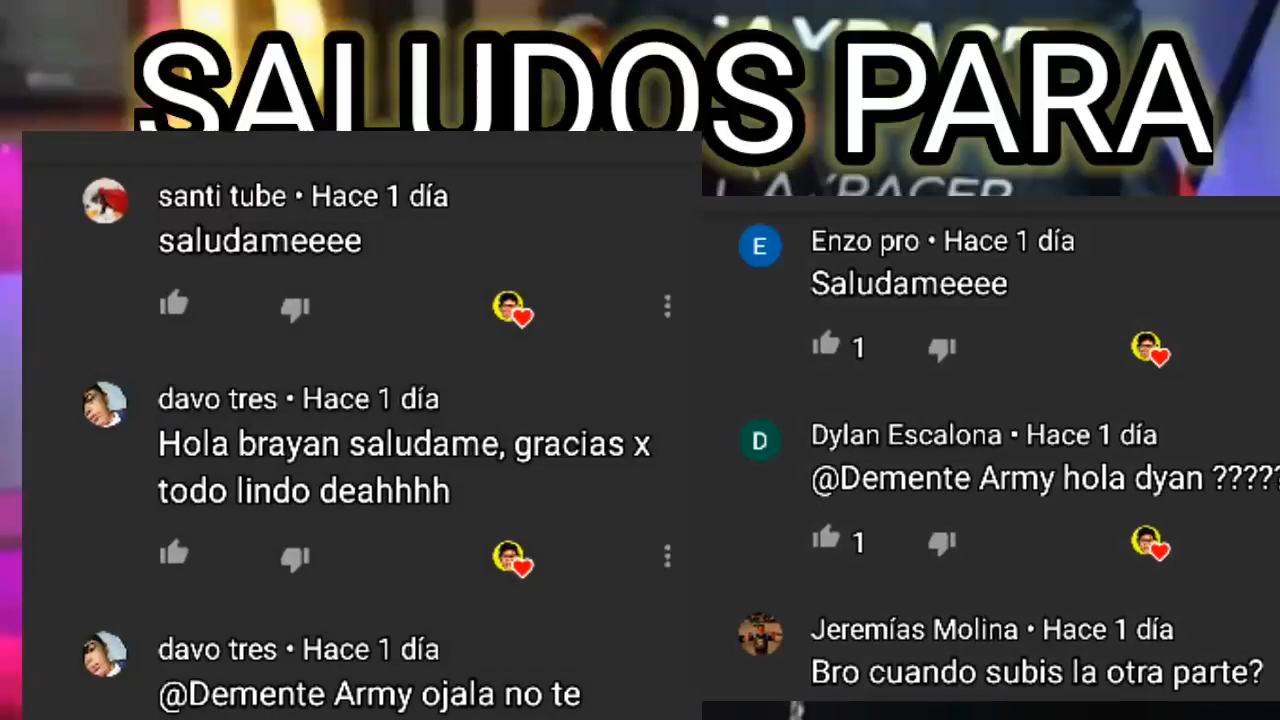 SALUDOS PARA
santi tube • Hace 1 día
saludameeee
davo tres • Hace 1 día
Hola brayan saludame, gracias x
todo lindo deahhhh
davo tres • Hace 1 día
@Demente Army ojala no te
E
Enzo pro • Hace 1 día
Saludameeee
1
D
Dylan Escalona • Hace 1 día
@Demente Army hola dyan ?????
1
Jeremías Molina • Hace 1 día
Bro cuando subis la otra parte?